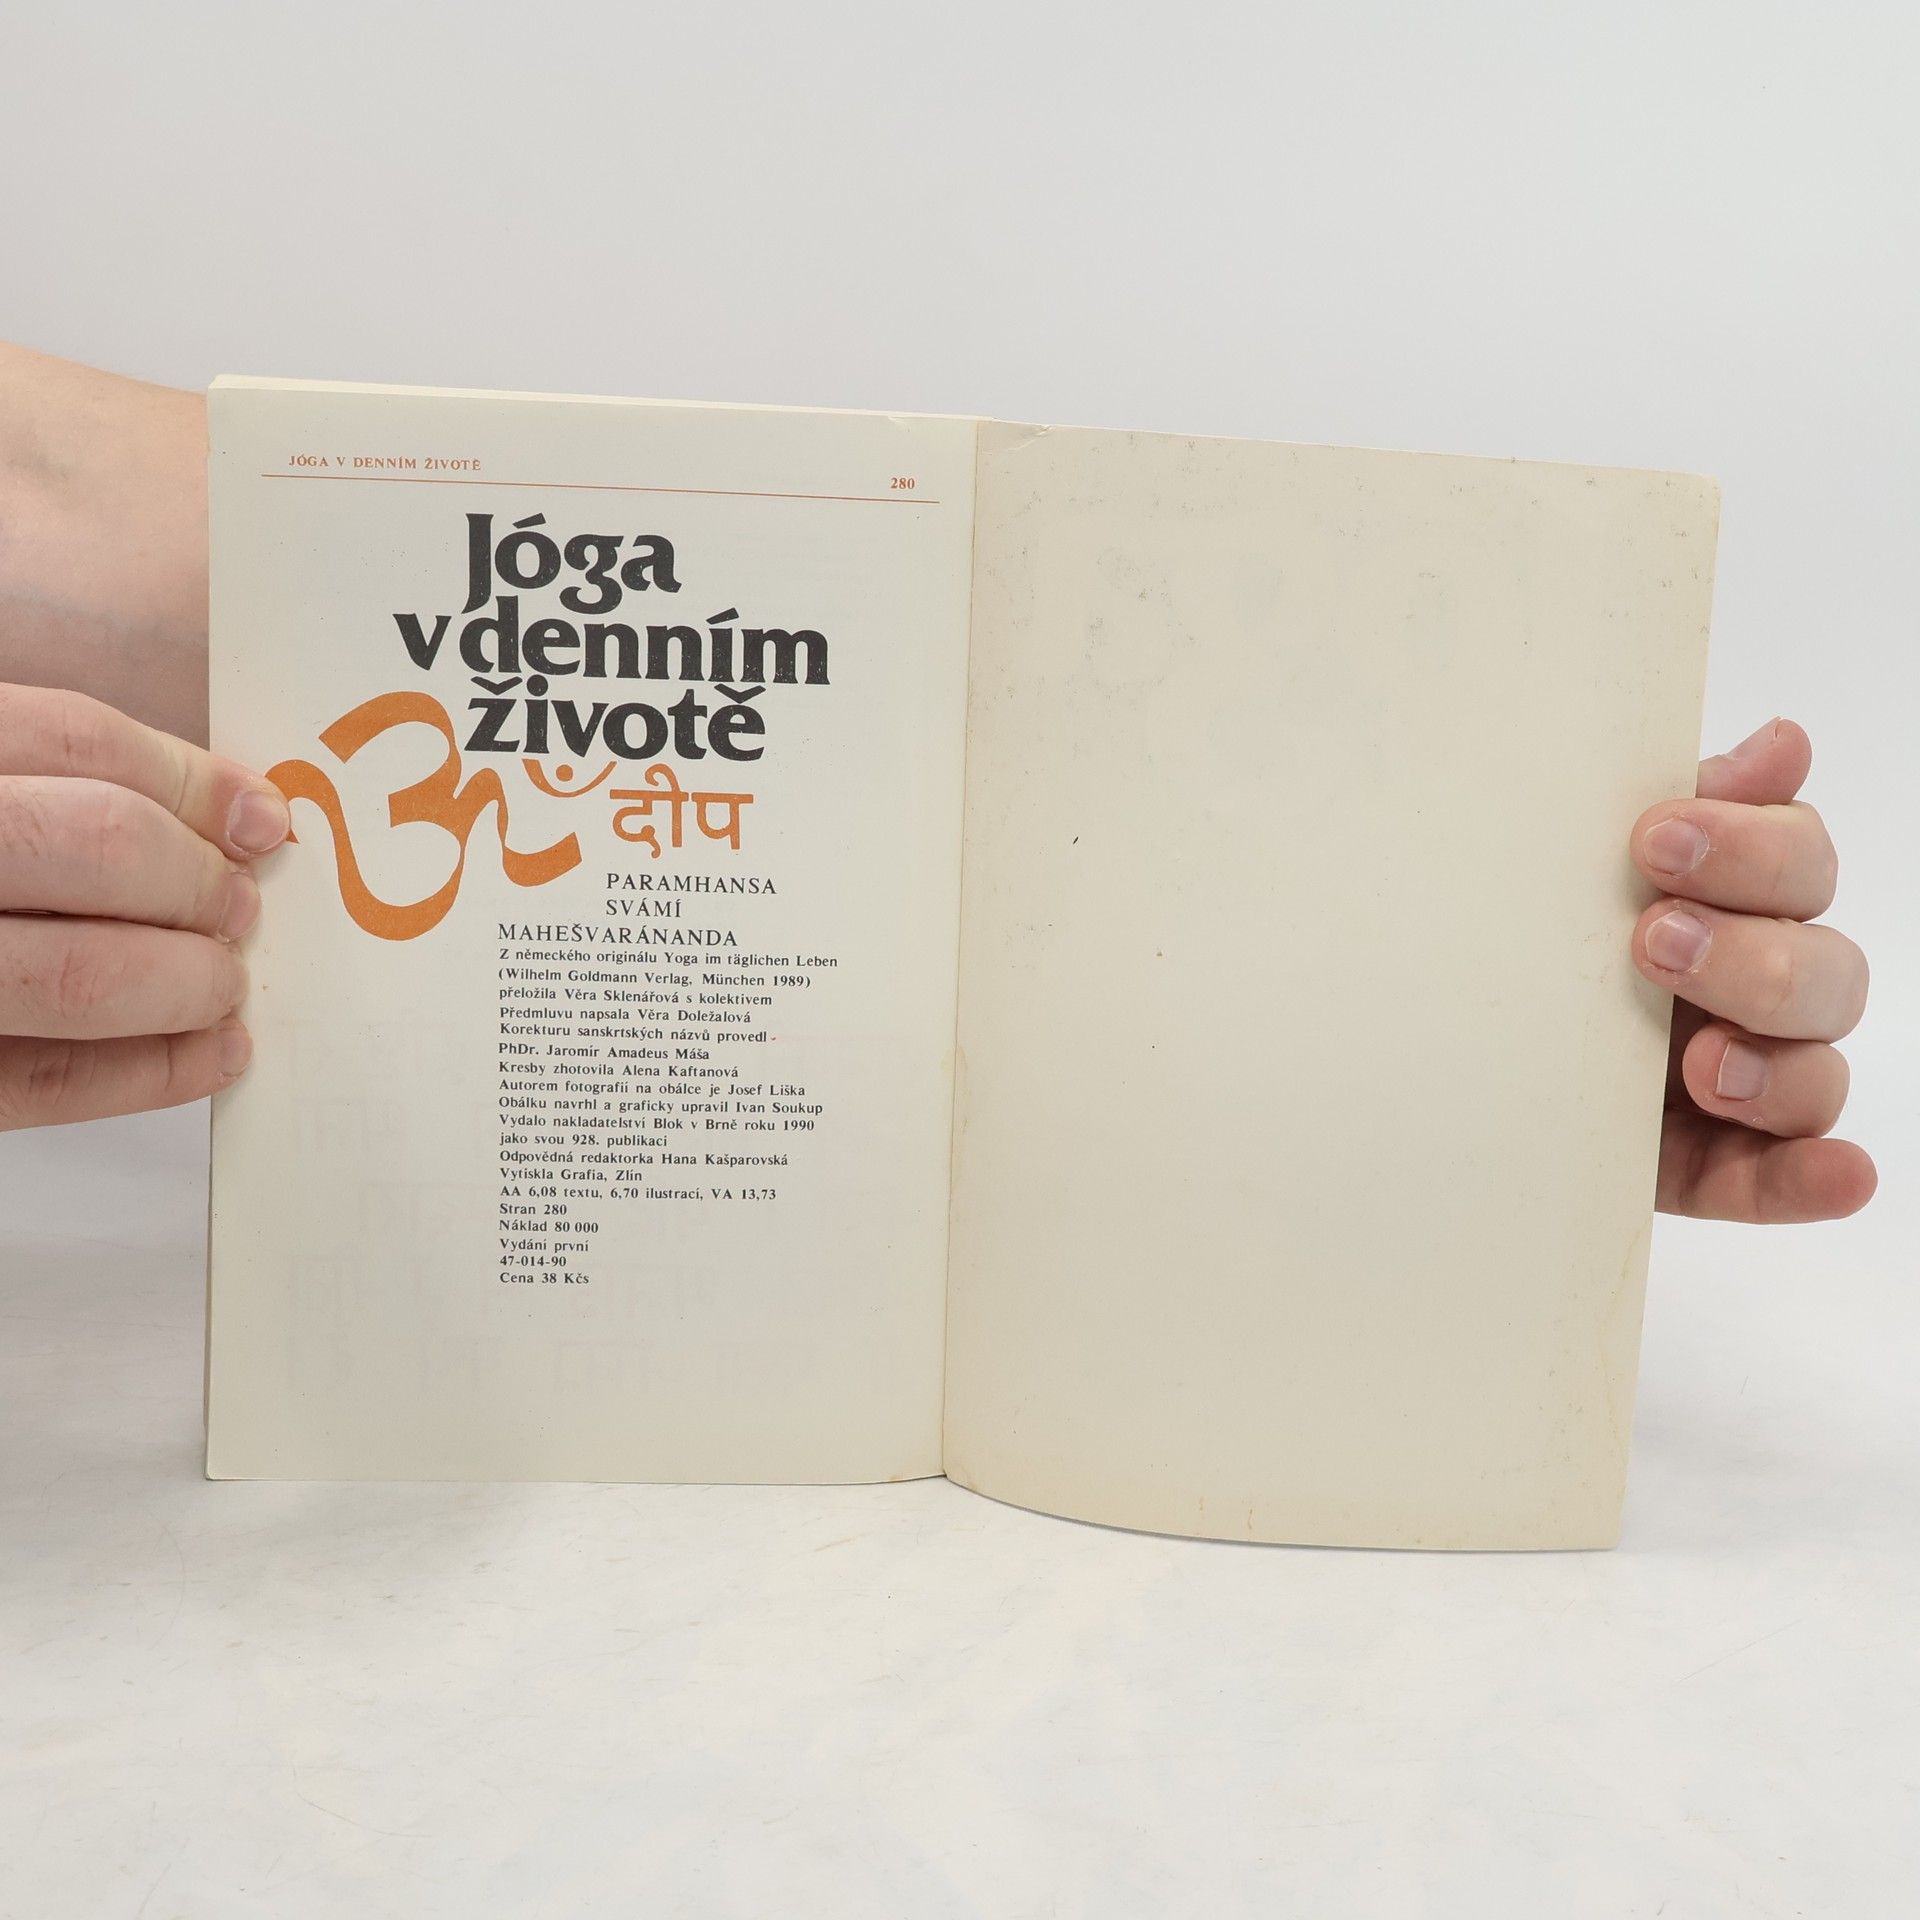 JÓGA V DENNÍM ŽIVOTĚ
280
Jóga
v denním
životě
ॐ दीप
PARAMHANSA
SVÁMÍ
MAHEŠVARÁNANDA
Z německého originálu Yoga im täglichen Leben
(Wilhelm Goldmann Verlag, München 1989)
přeložila Věra Sklenářová s kolektivem
Předmluvu napsala Věra Doležalová
Korekturu sanskrtských názvů provedl
PhDr. Jaromír Amadeus Máša
Kresby zhotovila Alena Kaftanová
Autorem fotografií na obálce je Josef Liška
Obálku navrhl a graficky upravil Ivan Soukup
Vydalo nakladatelství Blok v Brně roku 1990
jako svou 928. publikaci
Odpovědná redaktorka Hana Kašparovská
Vytiskla Grafia, Zlín
AA 6,08 textu, 6,70 ilustrací, VA 13,73
Stran 280
Náklad 80 000
Vydání první
47-014-90
Cena 38 Kčs